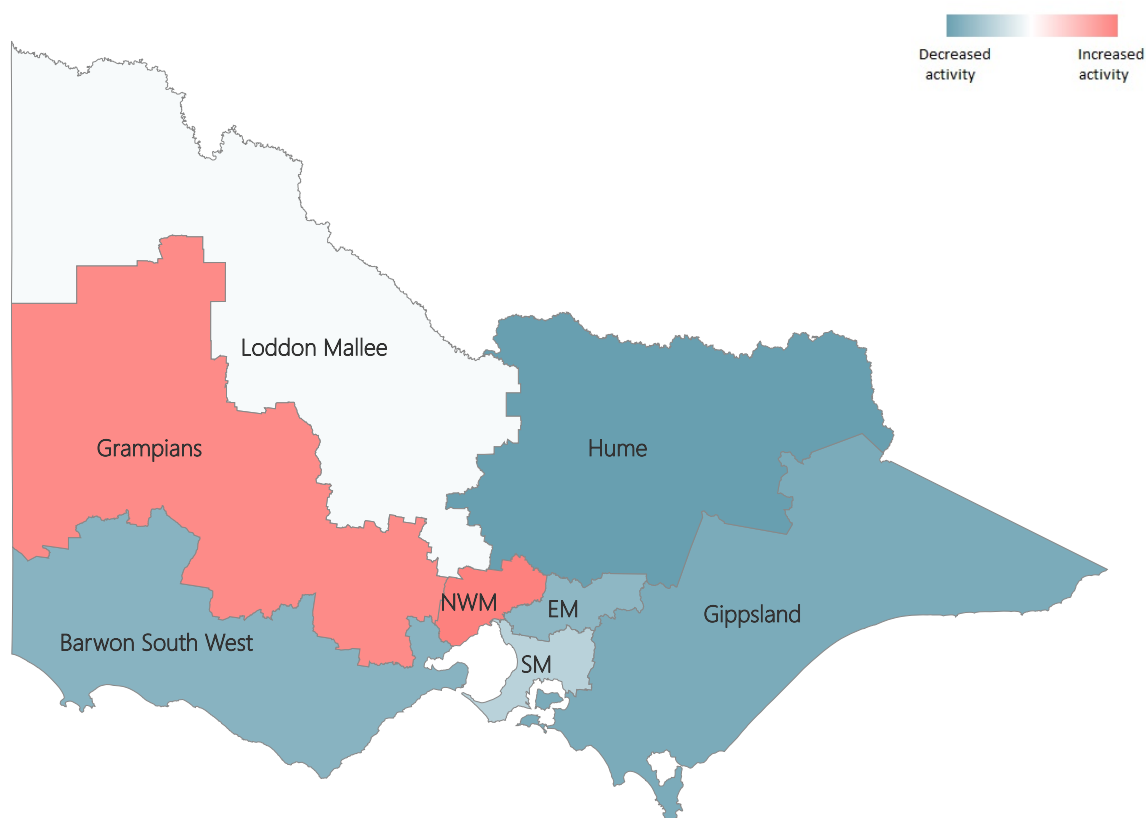 Decreased
activity
Increased
activity
Loddon Mallee
Grampians
Hume
NWM
EM
Gippsland
Barwon South West
SM